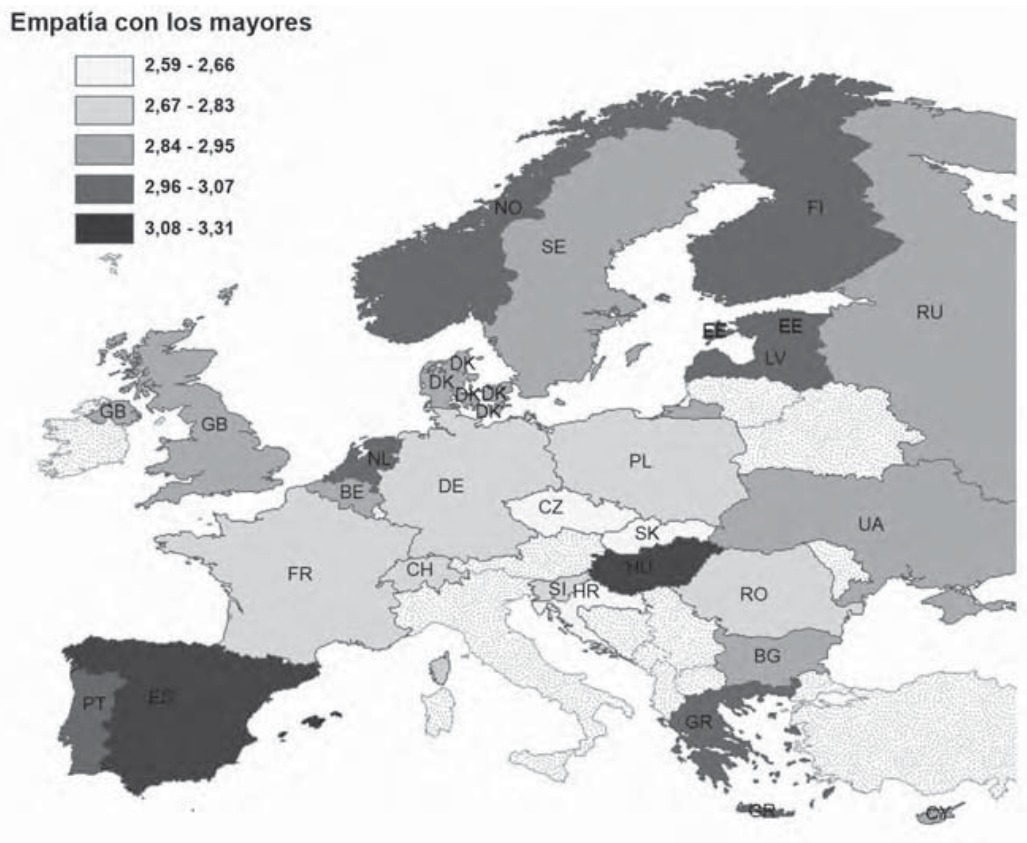 Empatía con los mayores
2,59 - 2,66
2,67 - 2,83
2,84 - 2,95
2,96 - 3,07
3,08 - 3,31
NO
FI
SE
RU
EE
EE
LV
DK
DK
DK
DK
DK
GB
GB
NL
PL
BE
DE
CZ
UA
SK
FR
CH
HU
SI
HR
RO
BG
PT
ES
GR
GR
CY